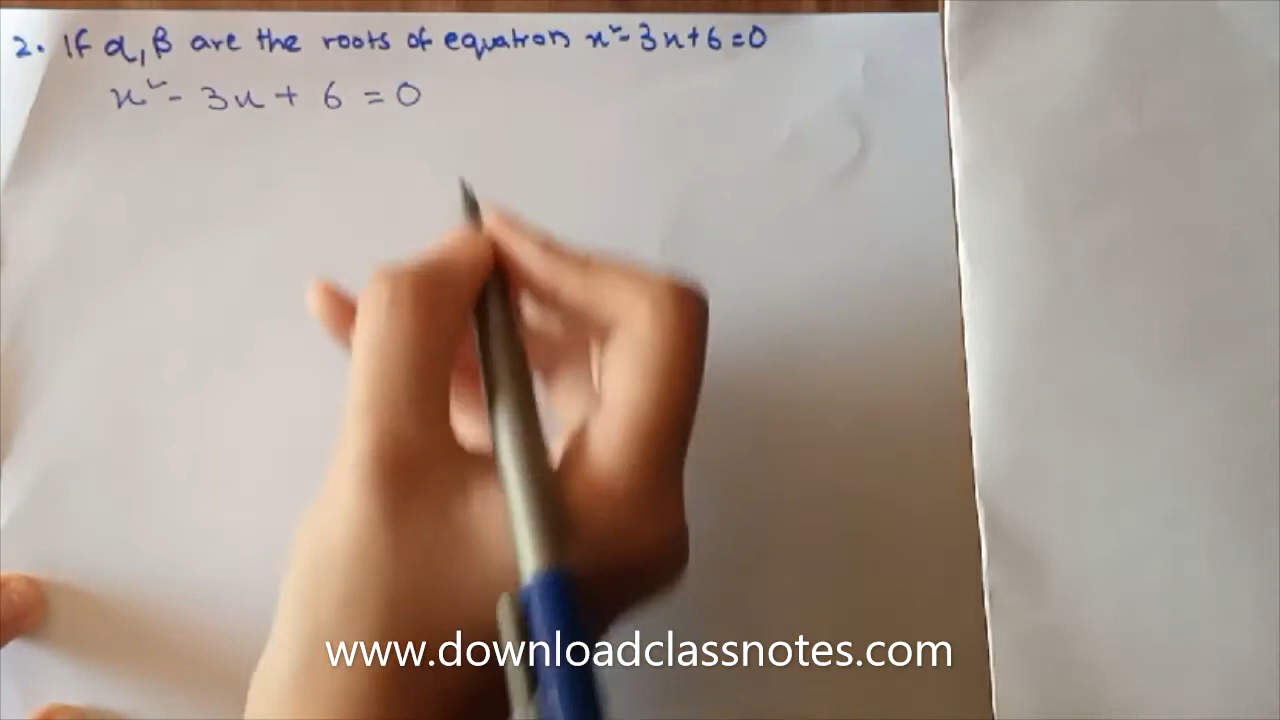 2. If α, β are the roots of equation x² - 3x + 6 = 0
x² - 3x + 6 = 0
www.downloadclassnotes.com